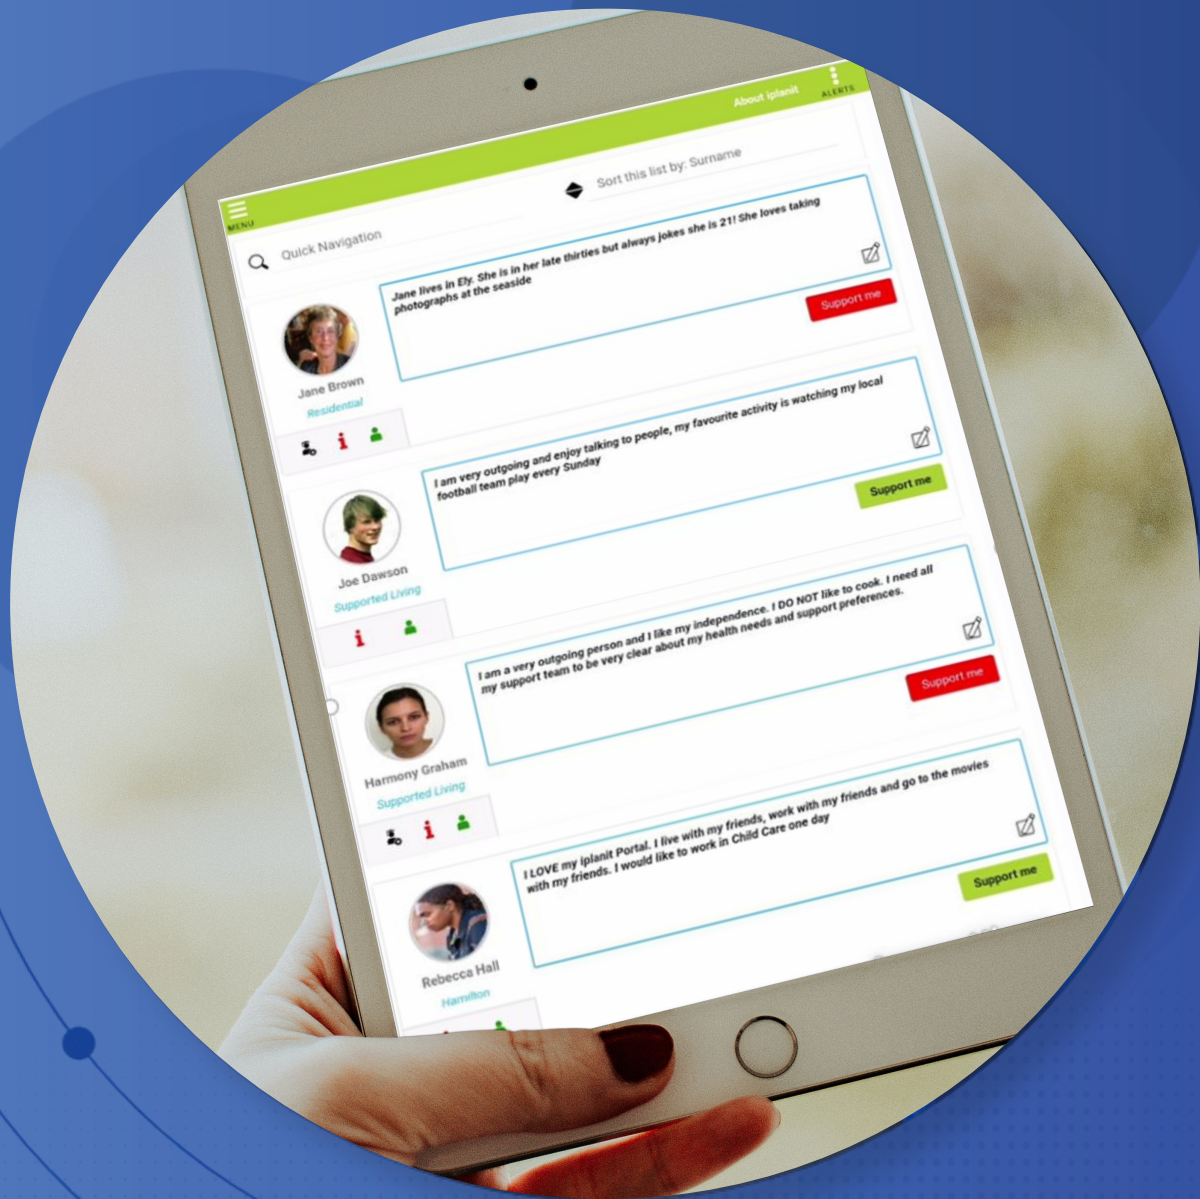 About iplanit
ALERTS
MENU
Quick Navigation
Sort this list by: Surname
Jane lives in Ely. She is in her late thirties but always jokes she is 21! She loves taking
photographs at the seaside
Support me
Jane Brown
Residential
I am very outgoing and enjoy talking to people, my favourite activity is watching my local
football team play every Sunday
Support me
Joe Dawson
Supported Living
I am a very outgoing person and I like my independence. I DO NOT like to cook. I need all
my support team to be very clear about my health needs and support preferences.
Support me
Harmony Graham
Supported Living
I LOVE my iplanit Portal. I live with my friends, work with my friends and go to the movies
with my friends. I would like to work in Child Care one day
Support me
Rebecca Hall
Hamilton